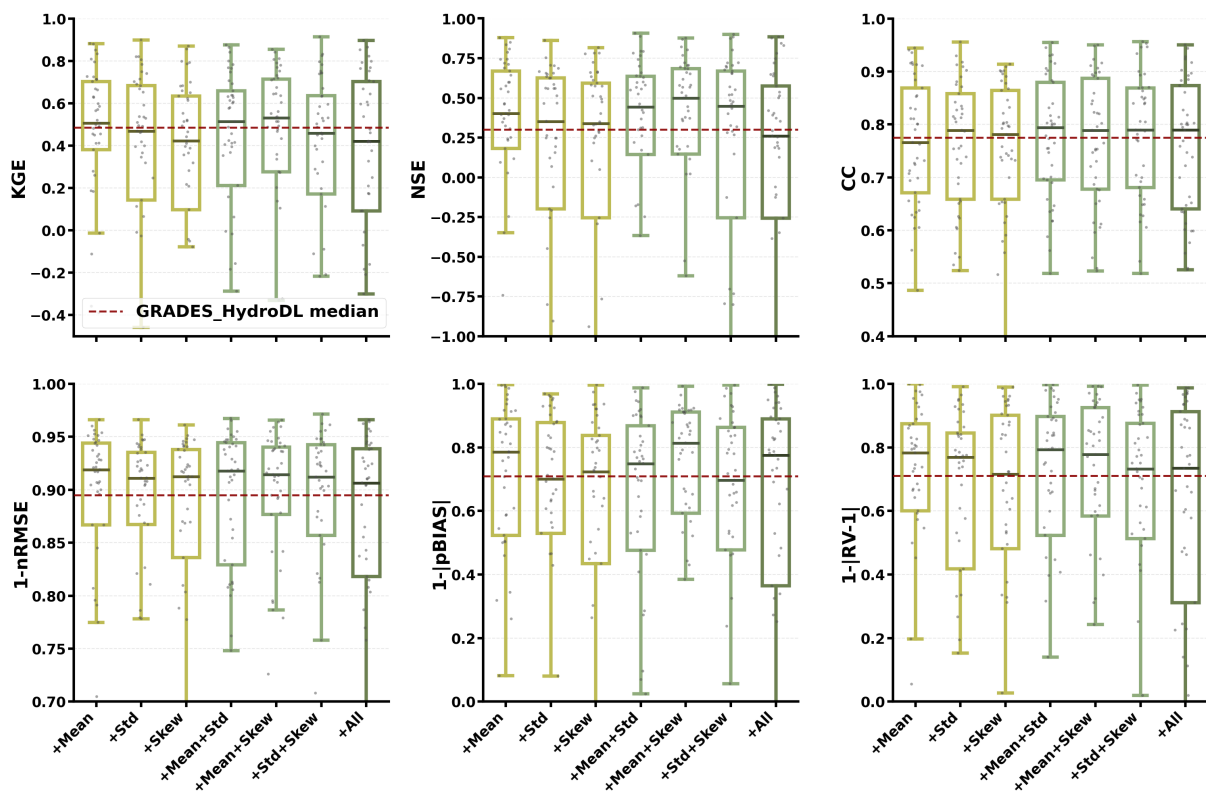 KGE
1.0
0.8
0.6
0.4
0.2
0.0
−0.2
−0.4
GRADES_HydroDL median
NSE
1.00
0.75
0.50
0.25
0.00
−0.25
−0.50
−0.75
−1.00
CC
1.0
0.9
0.8
0.7
0.6
0.5
0.4
1-nRMSE
1.00
0.95
0.90
0.85
0.80
0.75
0.70
+Mean
+Std
+Skew
+Mean+Std
+Mean+Skew
+Std+Skew
+All
1-|pBIAS|
1.0
0.8
0.6
0.4
0.2
0.0
+Mean
+Std
+Skew
+Mean+Std
+Mean+Skew
+Std+Skew
+All
1-|RV-1|
1.0
0.8
0.6
0.4
0.2
0.0
+Mean
+Std
+Skew
+Mean+Std
+Mean+Skew
+Std+Skew
+All